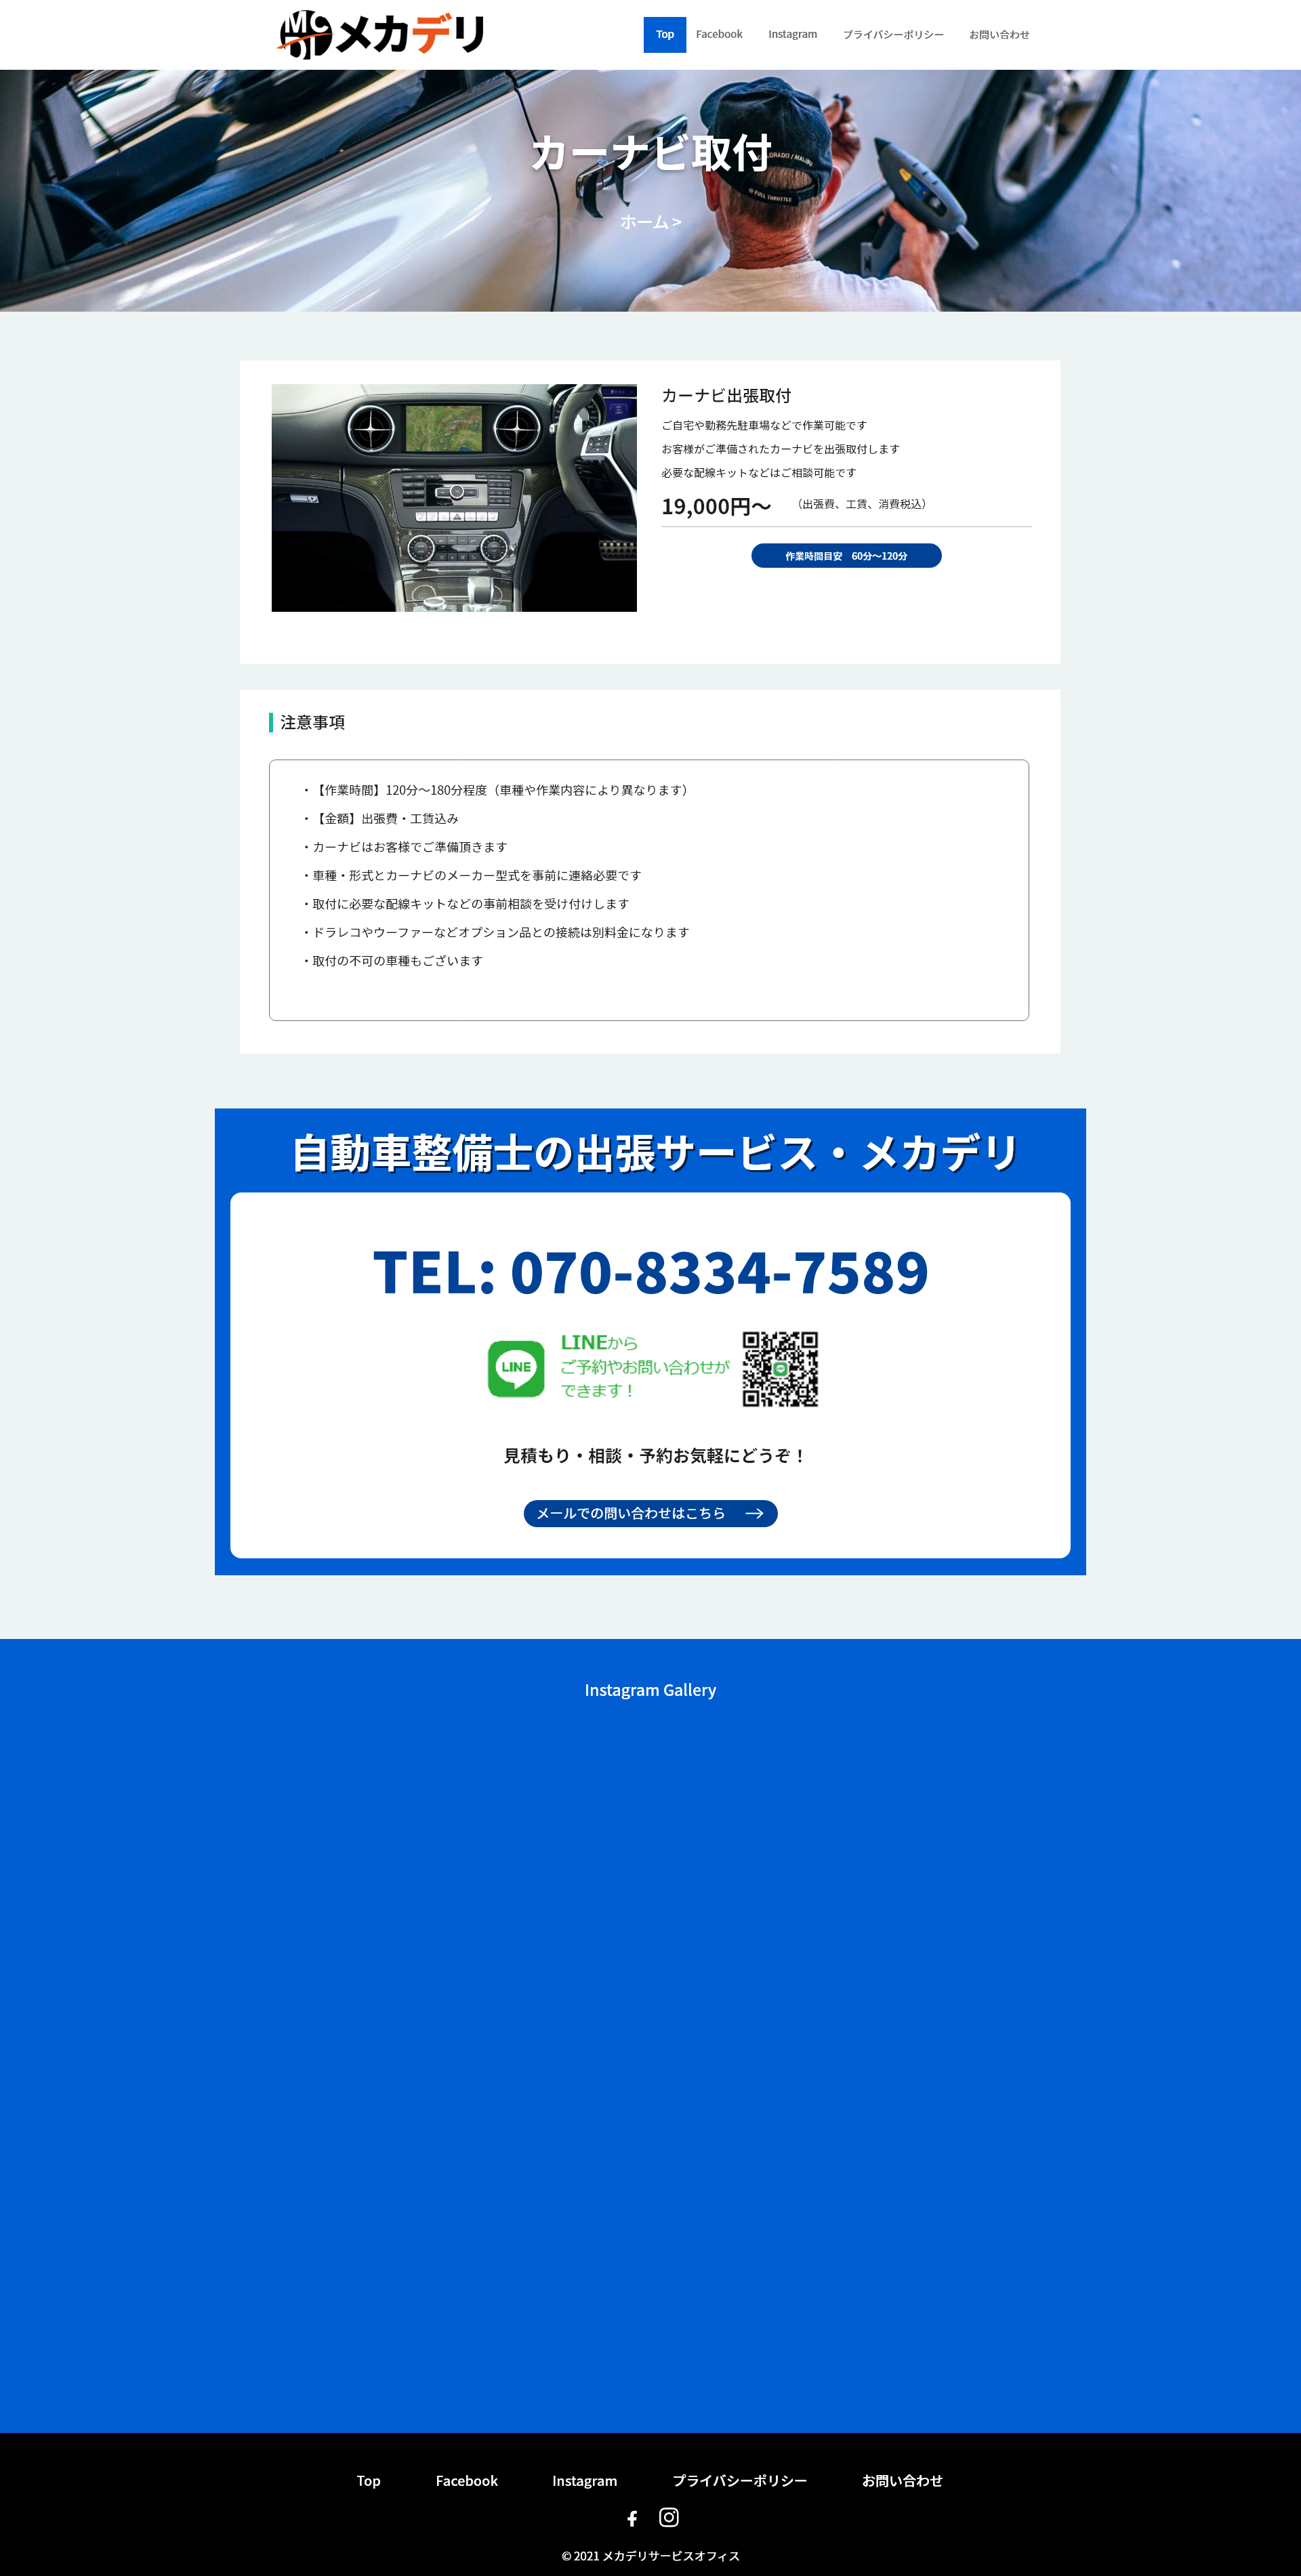 MC メカデリ
Top Facebook Instagram プライバシーポリシー お問い合わせ
カーナビ取付
COLORADO / MALIBU
FULL THROTTLE
ホーム >
カーナビ出張取付
ご自宅や勤務先駐車場などで作業可能です
お客様がご準備されたカーナビを出張取付します
必要な配線キットなどはご相談可能です
19,000円〜 （出張費、工賃、消費税込）
作業時間目安 60分〜120分
注意事項
・【作業時間】120分〜180分程度（車種や作業内容により異なります）
・【金額】出張費・工賃込み
・カーナビはお客様でご準備頂きます
・車種・形式とカーナビのメーカー型式を事前に連絡必要です
・取付に必要な配線キットなどの事前相談を受け付けします
・ドラレコやウーファーなどオプション品との接続は別料金になります
・取付の不可の車種もございます
自動車整備士の出張サービス・メカデリ
TEL: 070-8334-7589
LINE
LINEから
ご予約やお問い合わせが
できます！
見積もり・相談・予約お気軽にどうぞ！
メールでの問い合わせはこちら
Instagram Gallery
Top Facebook Instagram プライバシーポリシー お問い合わせ
© 2021 メカデリサービスオフィス